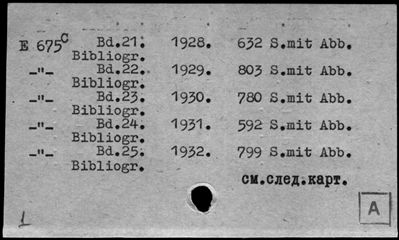 E 675C Bd.21. 1928. 632 S.mit Abb.
Bibliogr.
_"_ Bd.22. 1929. 803 S.mit Abb.
Bibliogr.
_"_ Bd.23. 1930. 780 S.mit Abb.
Bibliogr.
_"_ Bd.24. 1931. 592 S.mit Abb.
Bibliogr.
_"_ Bd.25. 1932. 799 S.mit Abb.
Bibliogr.
см.след.карт.
A
1